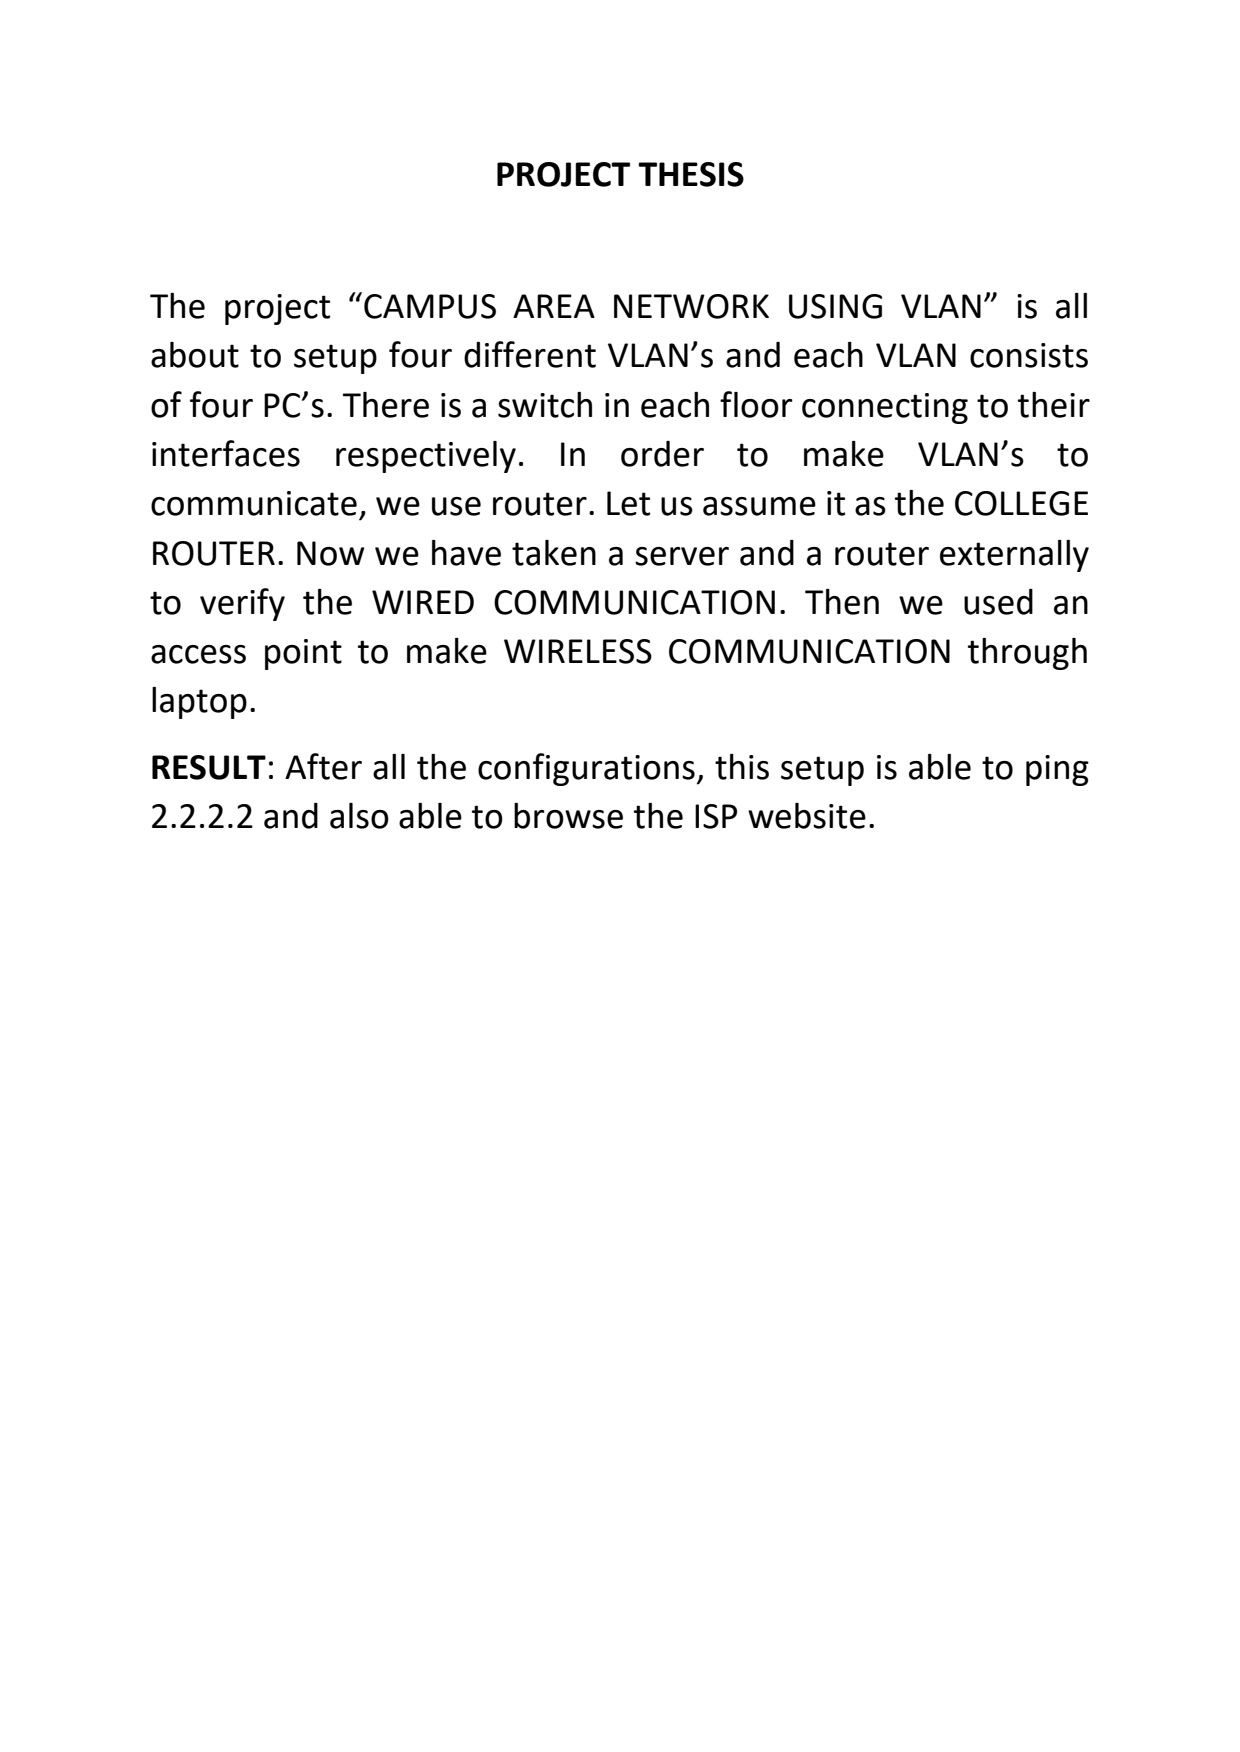 PROJECT THESIS
The project “CAMPUS AREA NETWORK USING VLAN” is all
about to setup four different VLAN’s and each VLAN consists
of four PC’s. There is a switch in each floor connecting to their
interfaces respectively. In order to make VLAN’s to
communicate, we use router. Let us assume it as the COLLEGE
ROUTER. Now we have taken a server and a router externally
to verify the WIRED COMMUNICATION. Then we used an
access point to make WIRELESS COMMUNICATION through
laptop.
RESULT: After all the configurations, this setup is able to ping
2.2.2.2 and also able to browse the ISP website.